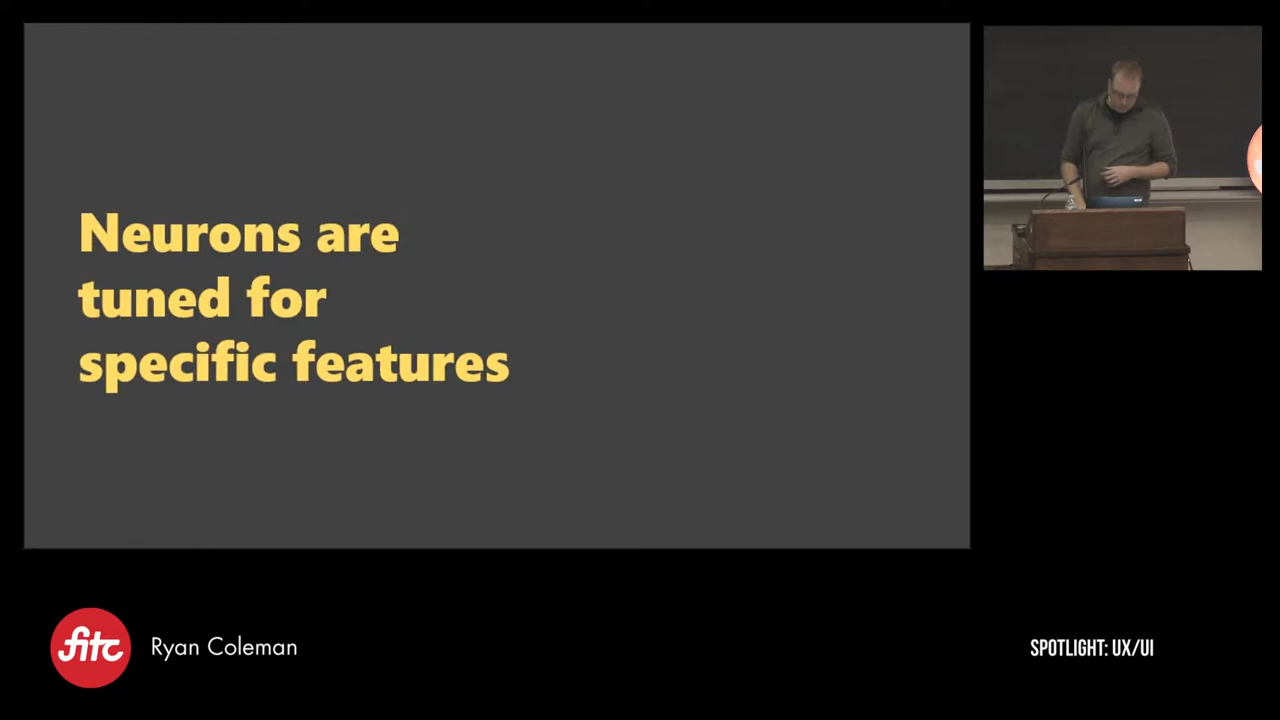 Neurons are
tuned for
specific features
fitc
Ryan Coleman
SPOTLIGHT: UX/UI